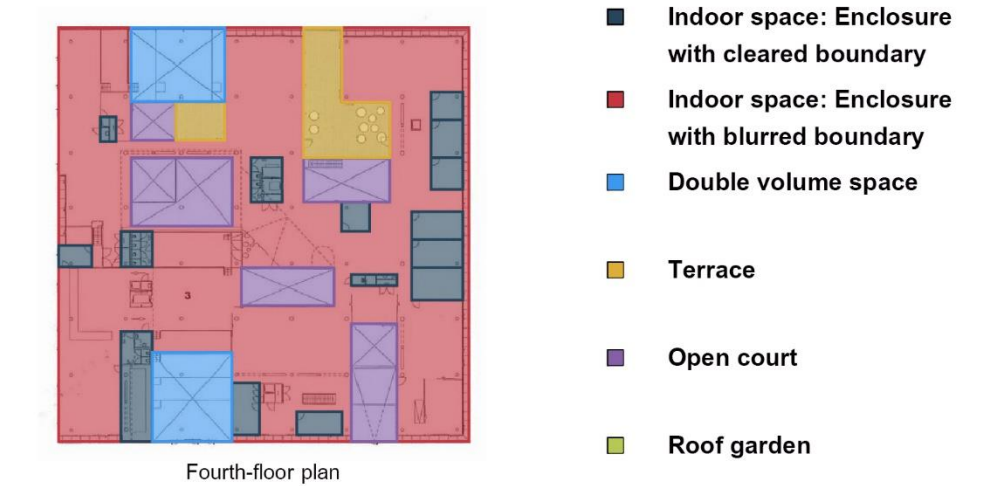 Indoor space: Enclosure
with cleared boundary
Indoor space: Enclosure
with blurred boundary
Double volume space
Terrace
Open court
Roof garden
3
Fourth-floor plan